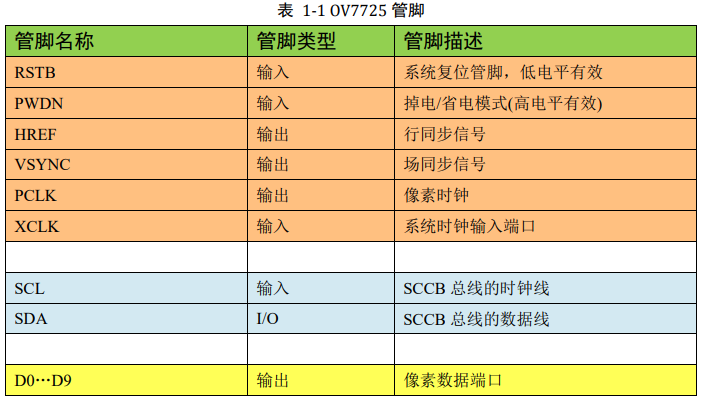 表 1-1 OV7725 管脚
管脚名称 管脚类型 管脚描述
RSTB 输入 系统复位管脚，低电平有效
PWDN 输入 掉电/省电模式(高电平有效)
HREF 输出 行同步信号
VSYNC 输出 场同步信号
PCLK 输出 像素时钟
XCLK 输入 系统时钟输入端口
SCL 输入 SCCB 总线的时钟线
SDA I/O SCCB 总线的数据线
D0…D9 输出 像素数据端口